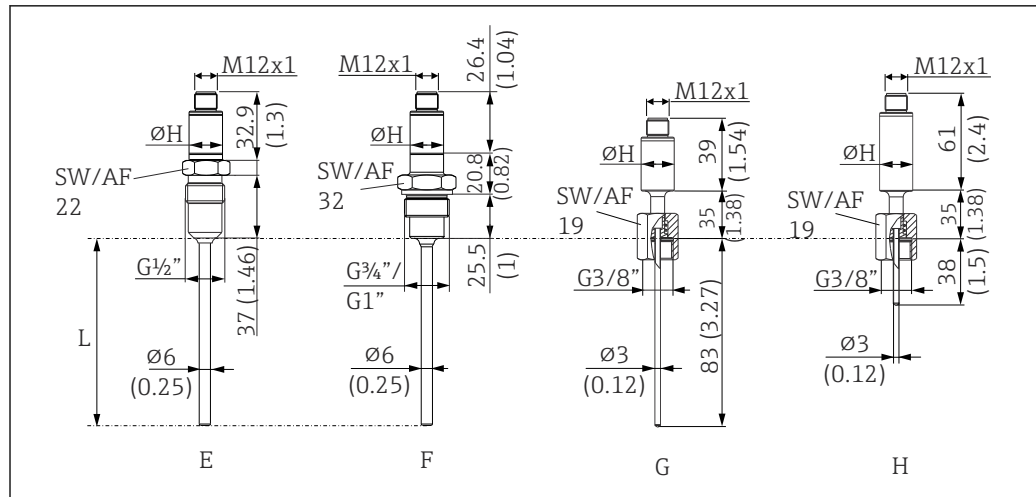 M12x1
32.9
(1.3)
ØH
SW/AF
22
G½”
37 (1.46)
L
Ø6
(0.25)
E
M12x1
26.4
(1.04)
ØH
20.8
(0.82)
SW/AF
32
G¾”/
G1”
25.5
(1)
Ø6
(0.25)
F
M12x1
39
(1.54)
ØH
SW/AF
19
35
(1.38)
G3/8”
83 (3.27)
Ø3
(0.12)
G
M12x1
61
(2.4)
ØH
SW/AF
19
35
(1.38)
G3/8”
38
(1.5)
Ø3
(0.12)
H